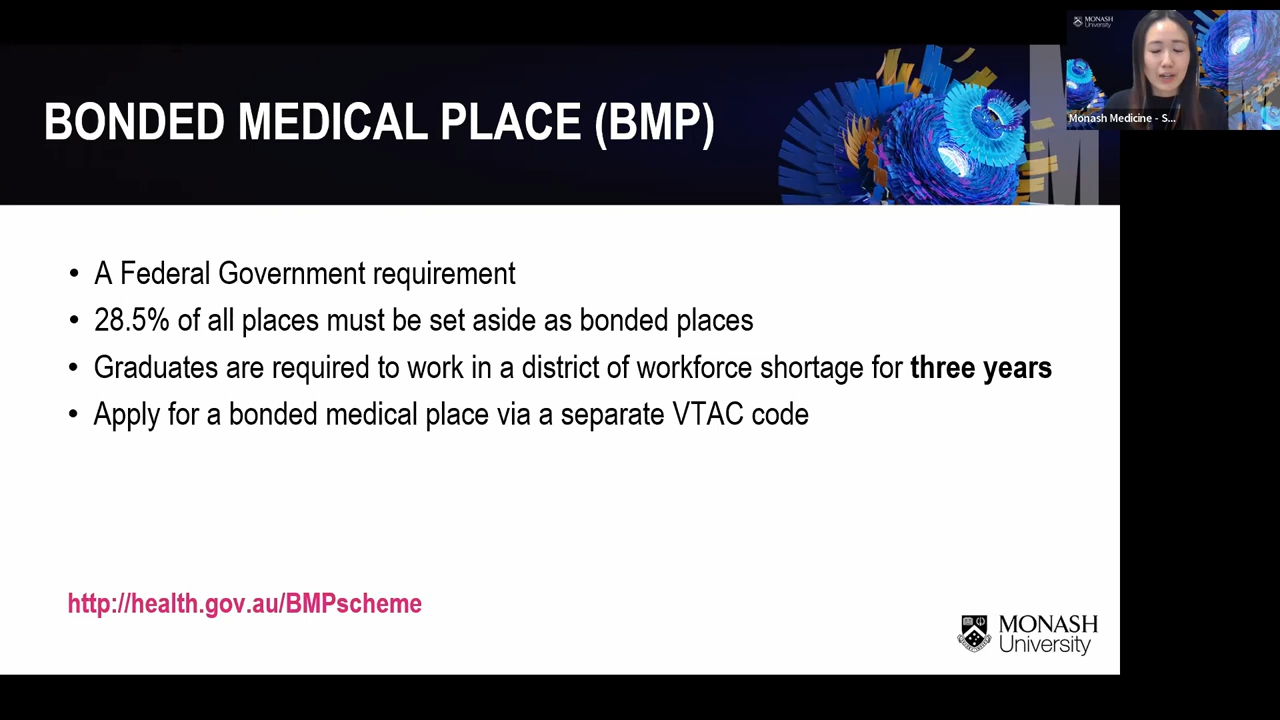 BONDED MEDICAL PLACE (BMP)
MONASH
University
Monash Medicine - S...
• A Federal Government requirement
• 28.5% of all places must be set aside as bonded places
• Graduates are required to work in a district of workforce shortage for three years
• Apply for a bonded medical place via a separate VTAC code
http://health.gov.au/BMPscheme
MONASH
University